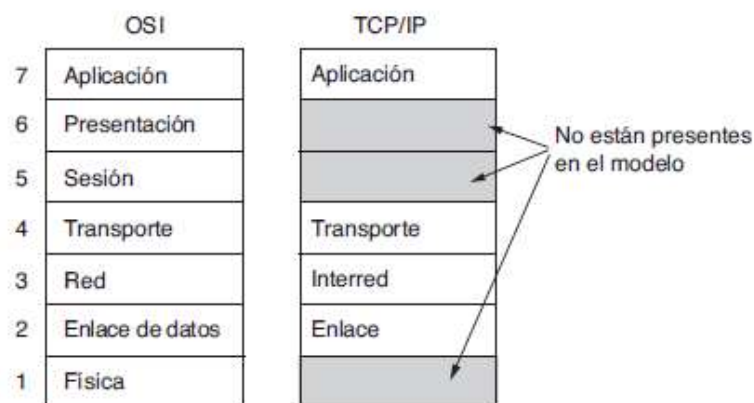 OSI TCP/IP
7 Aplicación Aplicación
6 Presentación
5 Sesión
No están presentes
en el modelo
4 Transporte Transporte
3 Red Interred
2 Enlace de datos Enlace
1 Física